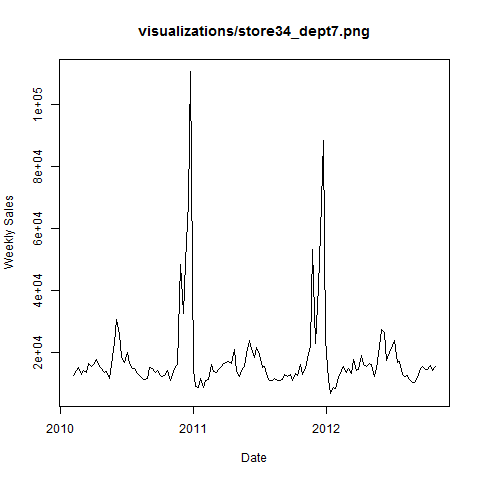 visualizations/store34_dept7.png
Weekly Sales
1e+05
8e+04
6e+04
4e+04
2e+04
2010 2011 2012
Date